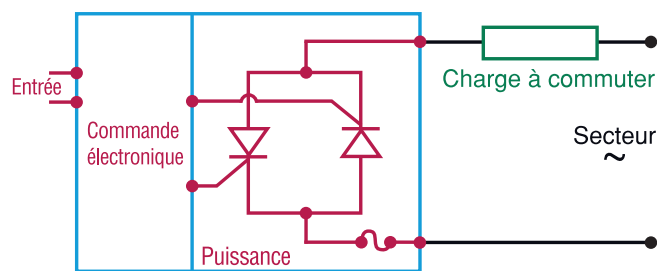 Entrée
Commande
électronique
Puissance
Charge à commuter
Secteur
~